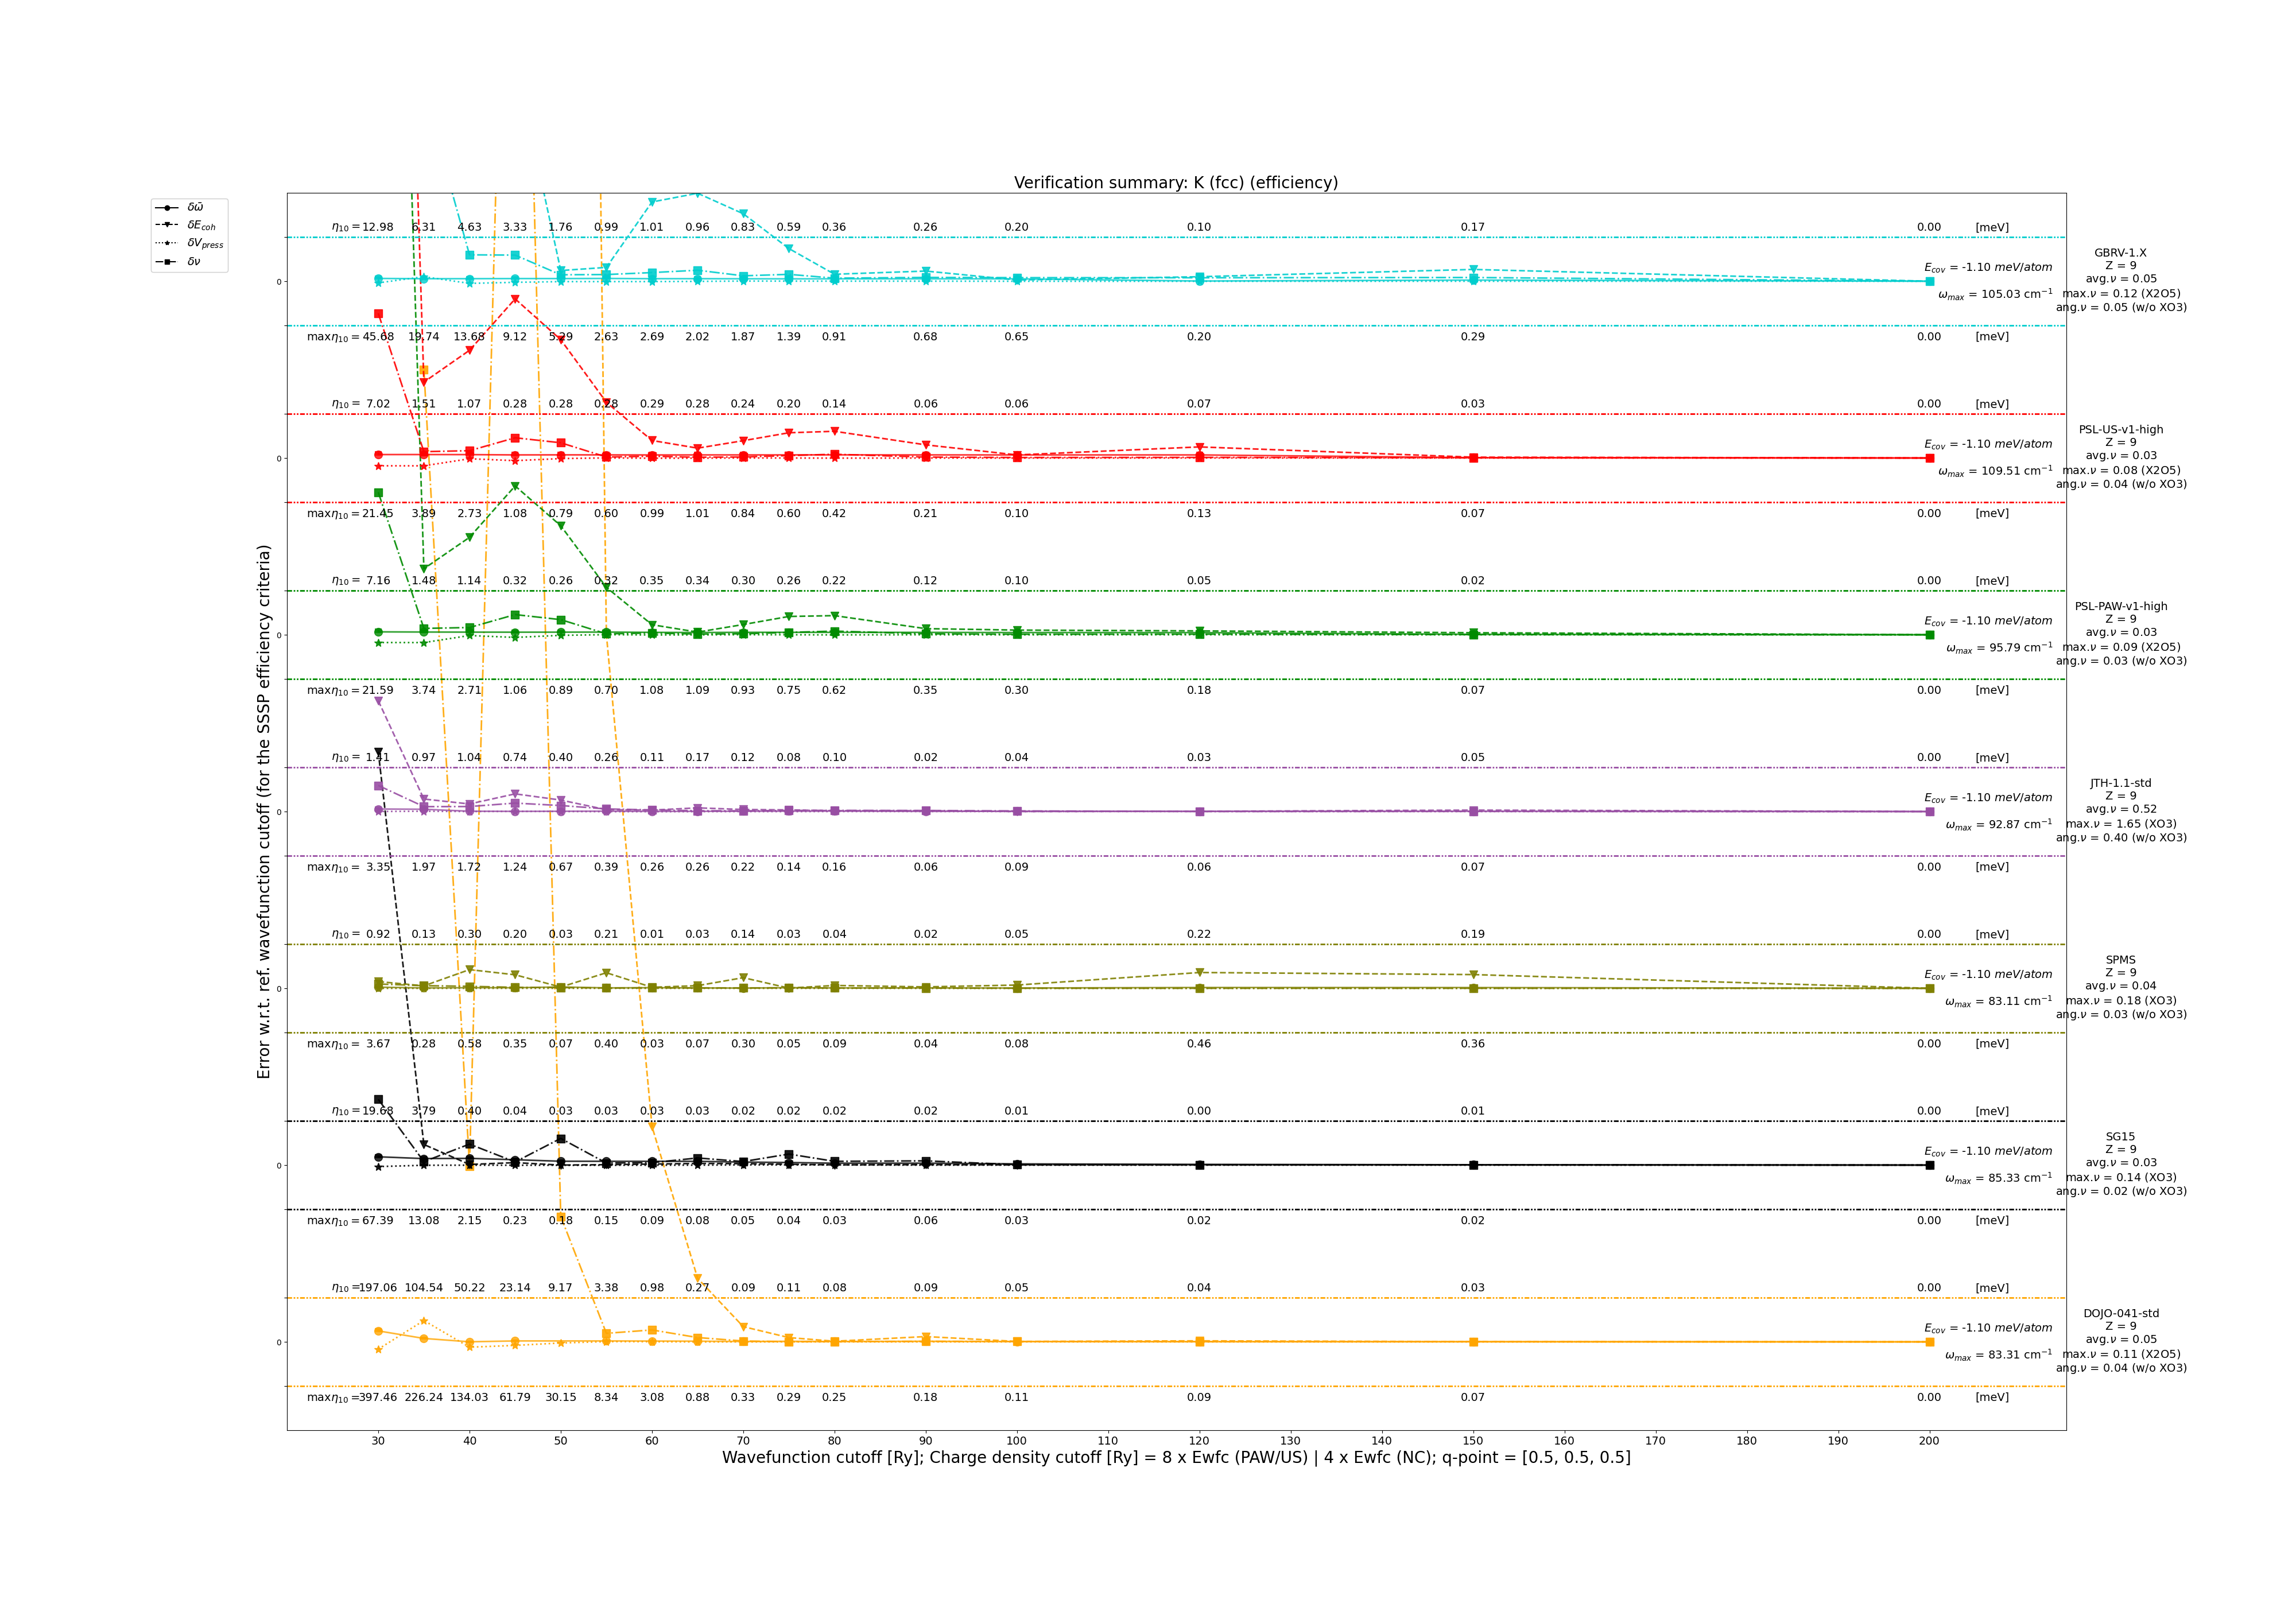 Verification summary: K (fcc) (efficiency)
δω̄
δE_coh
δV_press
δν
Error w.r.t. ref. wavefunction cutoff (for the SSSP efficiency criteria)
η₁₀ = 12.98 6.31 4.63 3.33 1.76 0.99 1.01 0.96 0.83 0.59 0.36 0.26 0.20 0.10 0.17 0.00 [meV]
0
E_cov = -1.10 meV/atom
ω_max = 105.03 cm⁻¹
GBRV-1.X
Z = 9
avg.ν = 0.05
max.ν = 0.12 (X2O5)
ang.ν = 0.05 (w/o XO3)
maxη₁₀ = 45.68 19.74 13.68 9.12 5.29 2.63 2.69 2.02 1.87 1.39 0.91 0.68 0.65 0.20 0.29 0.00 [meV]
η₁₀ = 7.02 1.51 1.07 0.28 0.28 0.28 0.29 0.28 0.24 0.20 0.14 0.06 0.06 0.07 0.03 0.00 [meV]
0
E_cov = -1.10 meV/atom
ω_max = 109.51 cm⁻¹
PSL-US-v1-high
Z = 9
avg.ν = 0.03
max.ν = 0.08 (X2O5)
ang.ν = 0.04 (w/o XO3)
maxη₁₀ = 21.45 3.89 2.73 1.08 0.79 0.60 0.99 1.01 0.84 0.60 0.42 0.21 0.10 0.13 0.07 0.00 [meV]
η₁₀ = 7.16 1.48 1.14 0.32 0.26 0.32 0.35 0.34 0.30 0.26 0.22 0.12 0.10 0.05 0.02 0.00 [meV]
0
E_cov = -1.10 meV/atom
ω_max = 95.79 cm⁻¹
PSL-PAW-v1-high
Z = 9
avg.ν = 0.03
max.ν = 0.09 (X2O5)
ang.ν = 0.03 (w/o XO3)
maxη₁₀ = 21.59 3.74 2.71 1.06 0.89 0.70 1.08 1.09 0.93 0.75 0.62 0.35 0.30 0.18 0.07 0.00 [meV]
η₁₀ = 1.41 0.97 1.04 0.74 0.40 0.26 0.11 0.17 0.12 0.08 0.10 0.02 0.04 0.03 0.05 0.00 [meV]
0
E_cov = -1.10 meV/atom
ω_max = 92.87 cm⁻¹
JTH-1.1-std
Z = 9
avg.ν = 0.52
max.ν = 1.65 (XO3)
ang.ν = 0.40 (w/o XO3)
maxη₁₀ = 3.35 1.97 1.72 1.24 0.67 0.39 0.26 0.26 0.22 0.14 0.16 0.06 0.09 0.06 0.07 0.00 [meV]
η₁₀ = 0.92 0.13 0.30 0.20 0.03 0.21 0.01 0.03 0.14 0.03 0.04 0.02 0.05 0.22 0.19 0.00 [meV]
0
E_cov = -1.10 meV/atom
ω_max = 83.11 cm⁻¹
SPMS
Z = 9
avg.ν = 0.04
max.ν = 0.18 (XO3)
ang.ν = 0.03 (w/o XO3)
maxη₁₀ = 3.67 0.28 0.58 0.35 0.07 0.40 0.03 0.07 0.30 0.05 0.09 0.04 0.08 0.46 0.36 0.00 [meV]
η₁₀ = 19.68 3.79 0.40 0.04 0.03 0.03 0.03 0.03 0.02 0.02 0.02 0.02 0.01 0.00 0.01 0.00 [meV]
0
E_cov = -1.10 meV/atom
ω_max = 85.33 cm⁻¹
SG15
Z = 9
avg.ν = 0.03
max.ν = 0.14 (XO3)
ang.ν = 0.02 (w/o XO3)
maxη₁₀ = 67.39 13.08 2.15 0.23 0.18 0.15 0.09 0.08 0.05 0.04 0.03 0.06 0.03 0.02 0.02 0.00 [meV]
η₁₀ = 197.06 104.54 50.22 23.14 9.17 3.38 0.98 0.27 0.09 0.11 0.08 0.09 0.05 0.04 0.03 0.00 [meV]
0
E_cov = -1.10 meV/atom
ω_max = 83.31 cm⁻¹
DOJO-041-std
Z = 9
avg.ν = 0.05
max.ν = 0.11 (X2O5)
ang.ν = 0.04 (w/o XO3)
maxη₁₀ = 397.46 226.24 134.03 61.79 30.15 8.34 3.08 0.88 0.33 0.29 0.25 0.18 0.11 0.09 0.07 0.00 [meV]
30 40 50 60 70 80 90 100 110 120 130 140 150 160 170 180 190 200
Wavefunction cutoff [Ry]; Charge density cutoff [Ry] = 8 x Ewfc (PAW/US) | 4 x Ewfc (NC); q-point = [0.5, 0.5, 0.5]